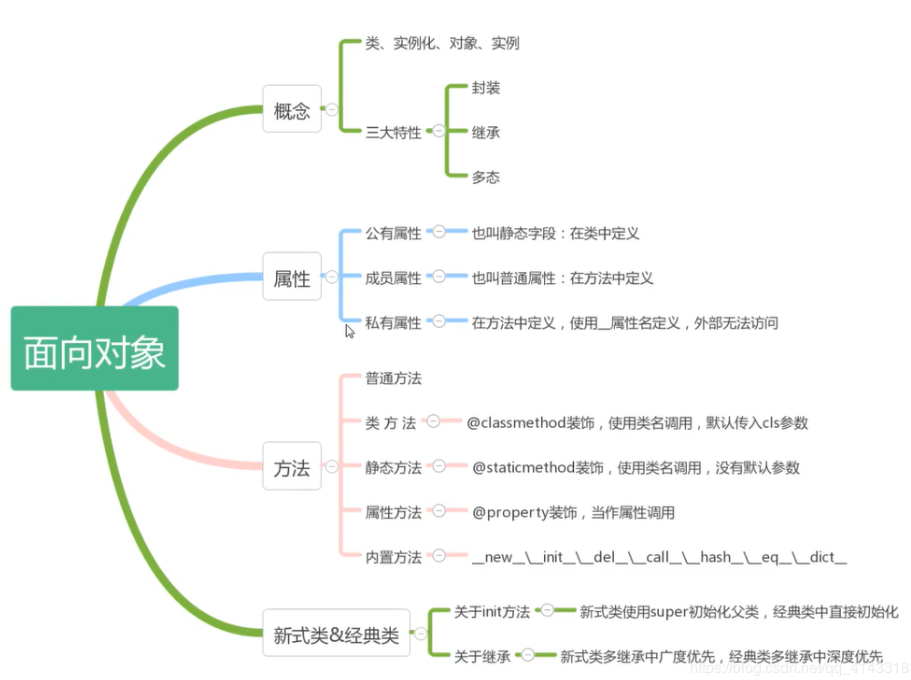 面向对象
概念
类、实例化、对象、实例
三大特性
封装
继承
多态
属性
公有属性
也叫静态字段：在类中定义
成员属性
也叫普通属性：在方法中定义
私有属性
在方法中定义，使用__属性名定义，外部无法访问
方法
普通方法
类 方 法
@classmethod装饰，使用类名调用，默认传入cls参数
静态方法
@staticmethod装饰，使用类名调用，没有默认参数
属性方法
@property装饰，当作属性调用
内置方法
__new__\__init__\__del__\__call__\__hash__\__eq__\__dict__
新式类&经典类
关于init方法
新式类使用super初始化父类，经典类中直接初始化
关于继承
新式类多继承中广度优先，经典类多继承中深度优先
https://blog.csdn.net/qq_4143318